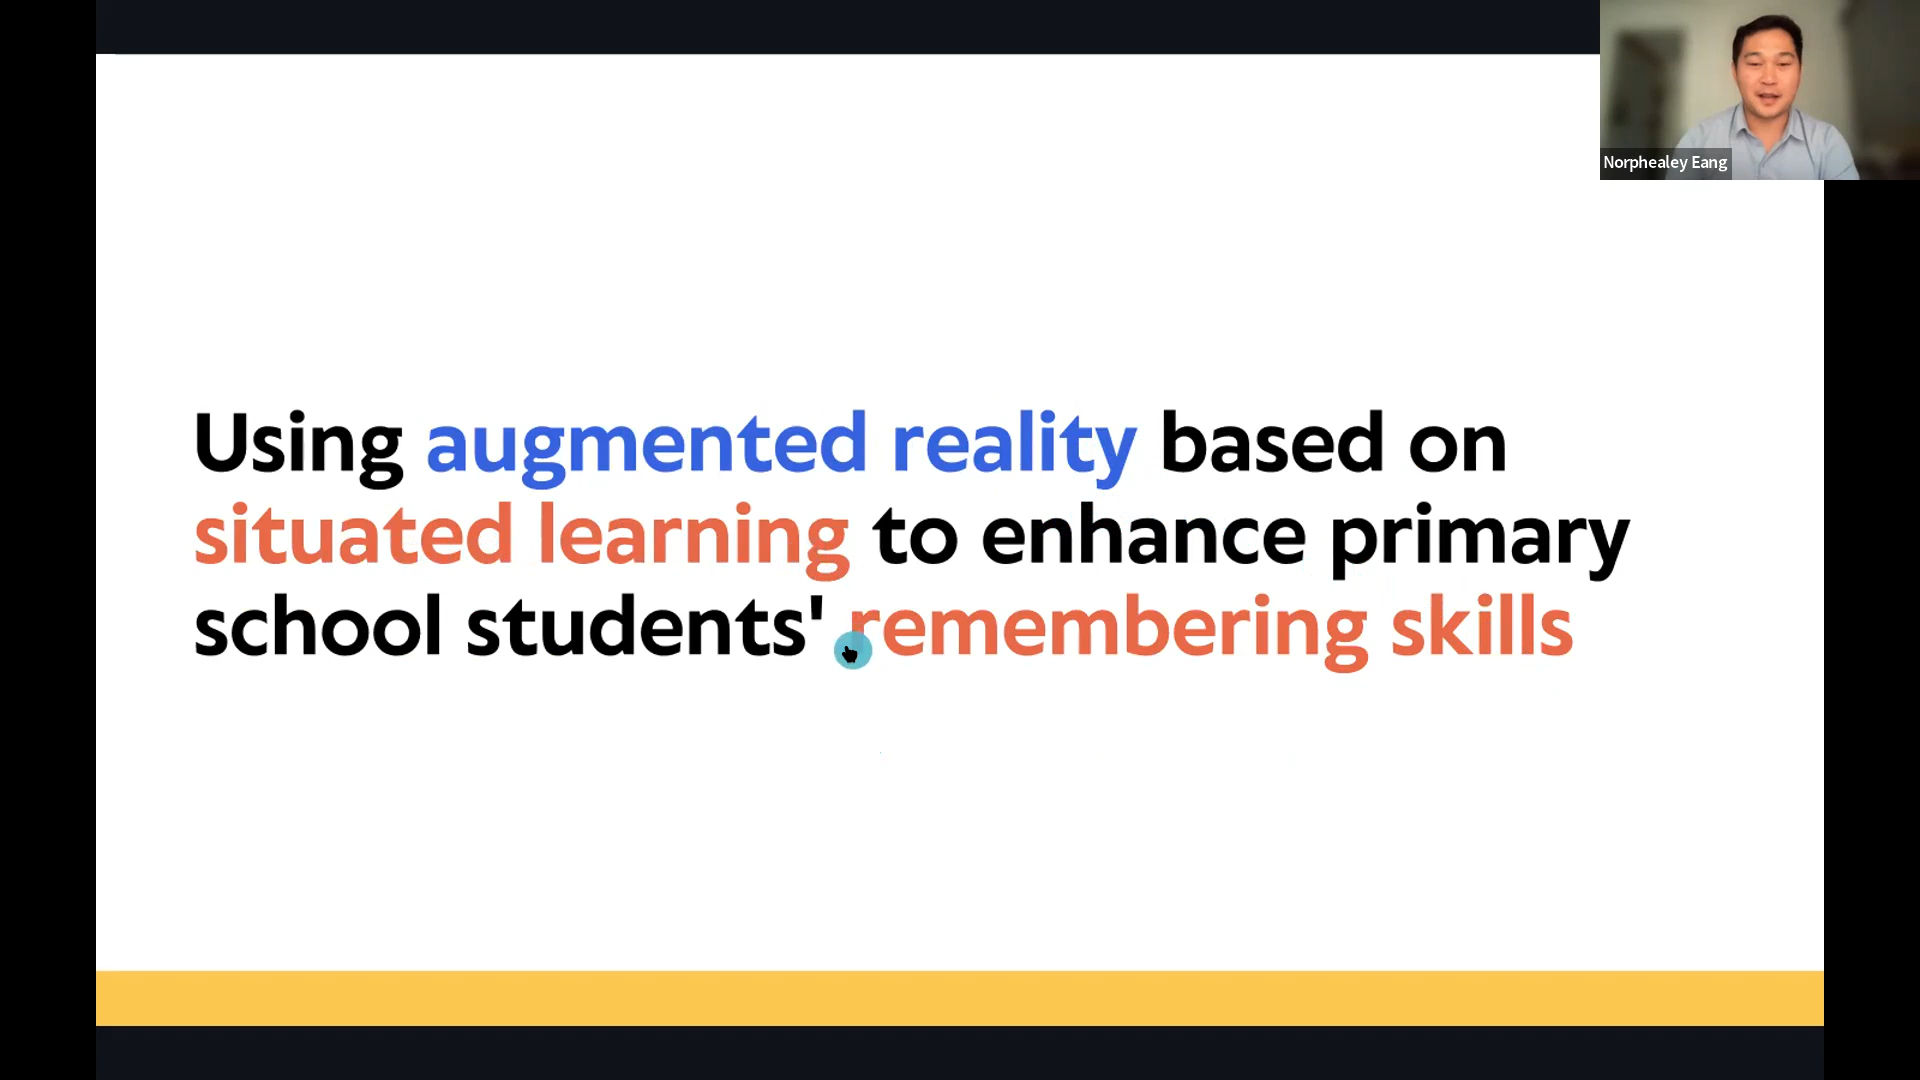 Norphealey Eang
Using augmented reality based on
situated learning to enhance primary
school students' remembering skills